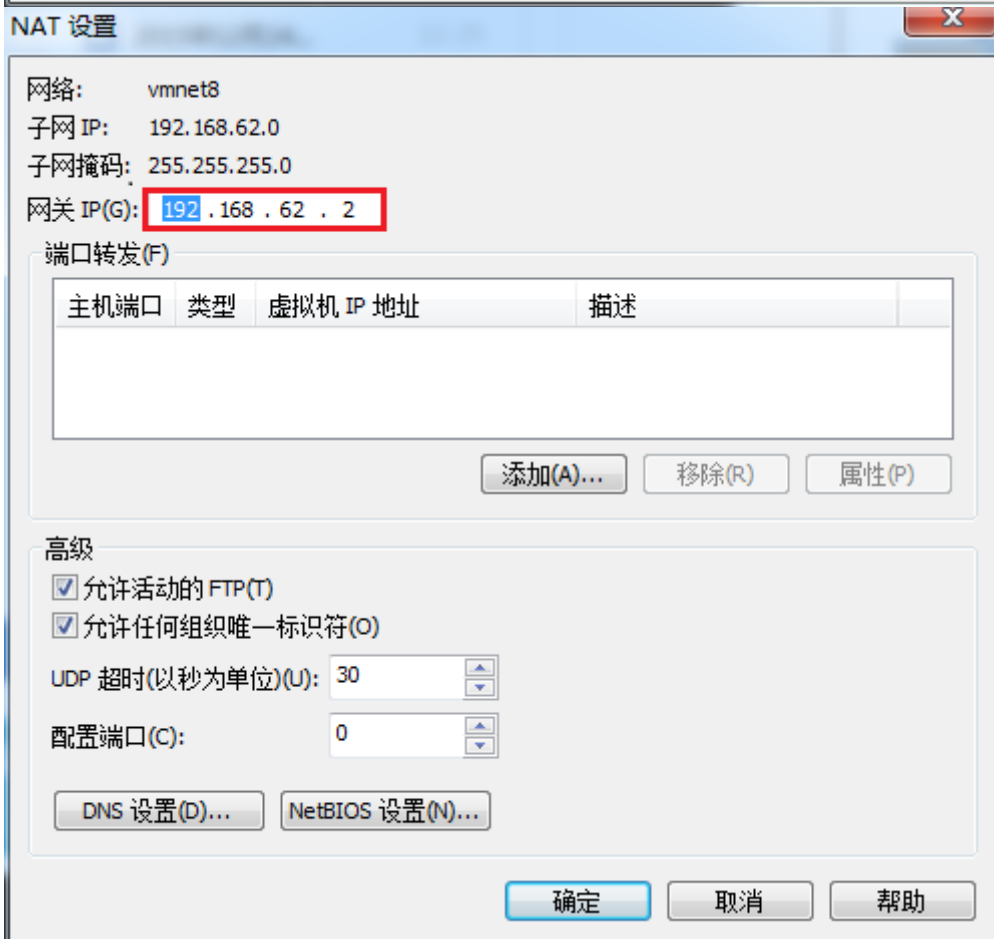 NAT 设置
网络: vmnet8
子网 IP: 192.168.62.0
子网掩码: 255.255.255.0
网关 IP(G): 192 . 168 . 62 . 2
端口转发(F)
主机端口 类型 虚拟机 IP 地址 描述
添加(A)... 移除(R) 属性(P)
高级
允许活动的 FTP(T)
允许任何组织唯一标识符(O)
UDP 超时(以秒为单位)(U): 30
配置端口(C): 0
DNS 设置(D)... NetBIOS 设置(N)...
确定 取消 帮助